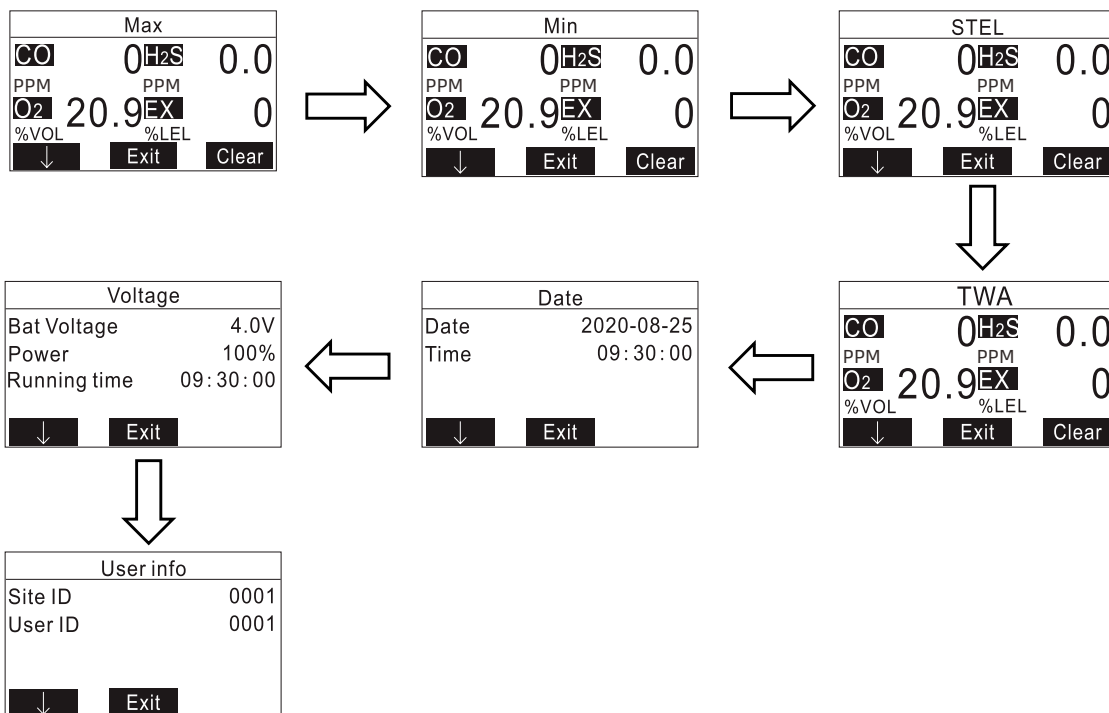 Max
CO 0 H2S 0.0
PPM PPM
O2 20.9 EX 0
%VOL %LEL
↓ Exit Clear
Min
CO 0 H2S 0.0
PPM PPM
O2 20.9 EX 0
%VOL %LEL
↓ Exit Clear
STEL
CO 0 H2S 0.0
PPM PPM
O2 20.9 EX 0
%VOL %LEL
↓ Exit Clear
TWA
CO 0 H2S 0.0
PPM PPM
O2 20.9 EX 0
%VOL %LEL
↓ Exit Clear
Date
Date 2020-08-25
Time 09:30:00
↓ Exit
Voltage
Bat Voltage 4.0V
Power 100%
Running time 09:30:00
↓ Exit
User info
Site ID 0001
User ID 0001
↓ Exit